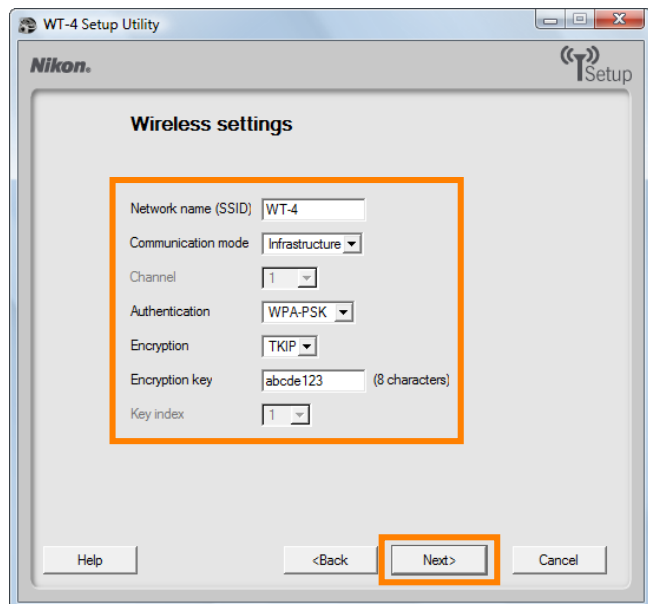 WT-4 Setup Utility
Nikon®
Setup
Wireless settings
Network name (SSID) WT-4
Communication mode Infrastructure
Channel 1
Authentication WPA-PSK
Encryption TKIP
Encryption key abcde123 (8 characters)
Key index 1
Help <Back Next> Cancel